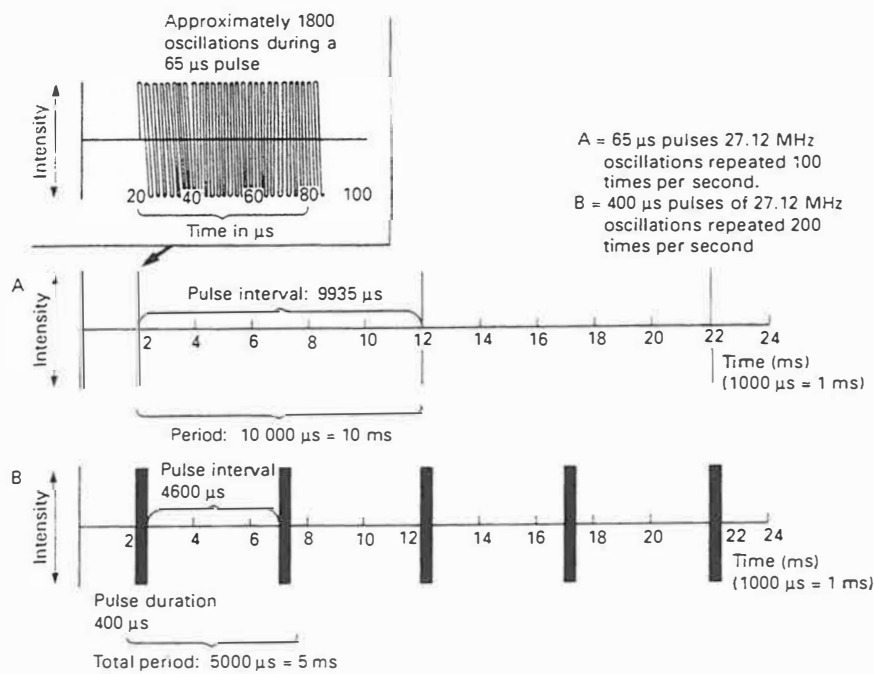 Approximately 1800
oscillations during a
65 µs pulse
Intensity
20 40 60 80 100
Time in µs
A = 65 µs pulses 27.12 MHz
oscillations repeated 100
times per second.
B = 400 µs pulses of 27.12 MHz
oscillations repeated 200
times per second
A
Intensity
Pulse interval: 9935 µs
2 4 6 8 10 12 14 16 18 20 22 24
Time (ms)
(1000 µs = 1 ms)
Period: 10 000 µs = 10 ms
B
Intensity
Pulse interval
4600 µs
2 4 6 8 10 12 14 16 18 20 22 24
Time (ms)
(1000 µs = 1 ms)
Pulse duration
400 µs
Total period: 5000 µs = 5 ms